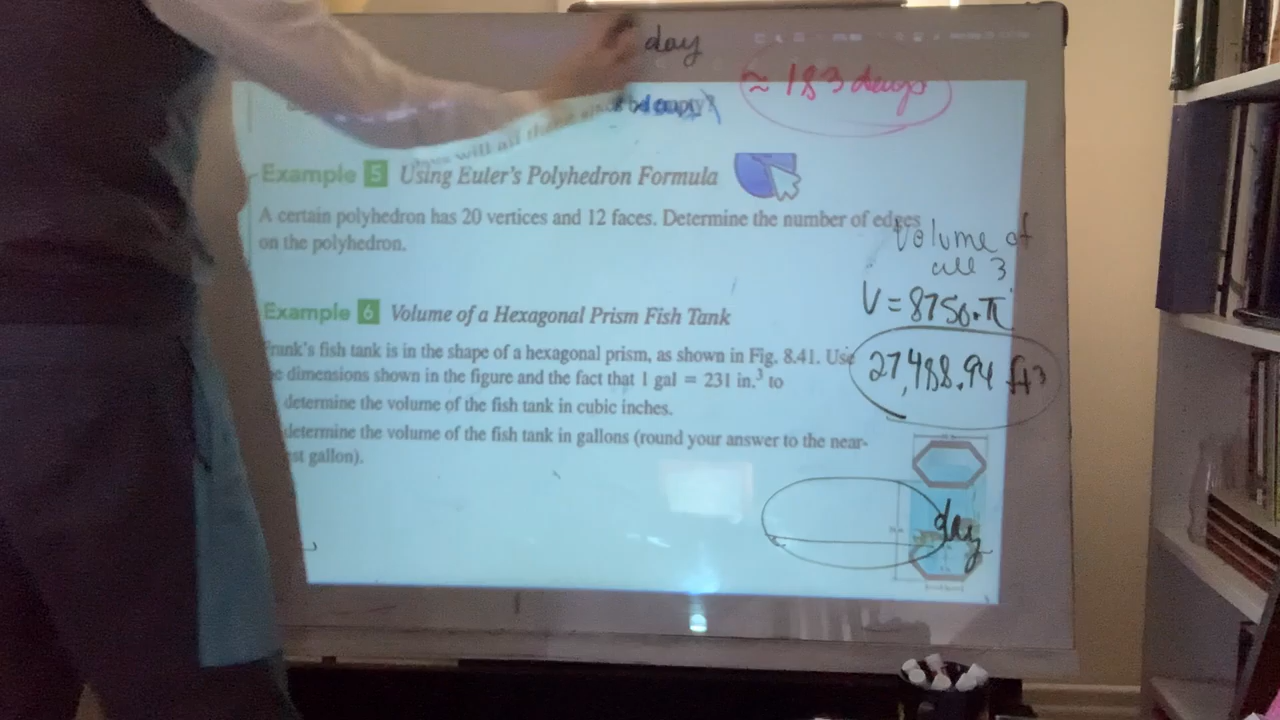 day
≈ 183 days
will all
Example 5 Using Euler's Polyhedron Formula
A certain polyhedron has 20 vertices and 12 faces. Determine the number of edges
on the polyhedron.
Volume of
all 3
V = 8750·π
27,488.94 ft³
Example 6 Volume of a Hexagonal Prism Fish Tank
rank's fish tank is in the shape of a hexagonal prism, as shown in Fig. 8.41. Use
e dimensions shown in the figure and the fact that 1 gal = 231 in.³ to
determine the volume of the fish tank in cubic inches.
determine the volume of the fish tank in gallons (round your answer to the near-
st gallon).
day